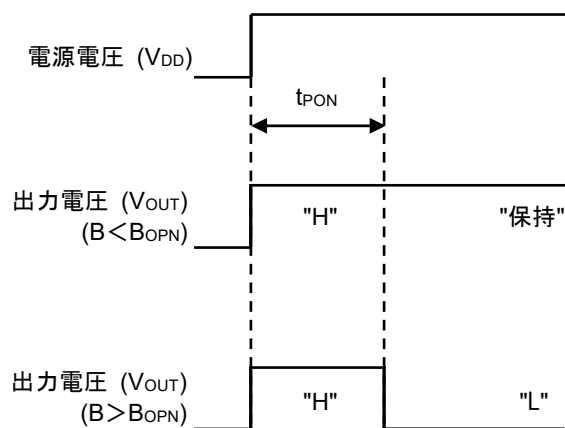 電源電圧 (VDD)
tPON
出力電圧 (VOUT)
(B＜BOPN)
"H"
"保持"
出力電圧 (VOUT)
(B＞BOPN)
"H"
"L"